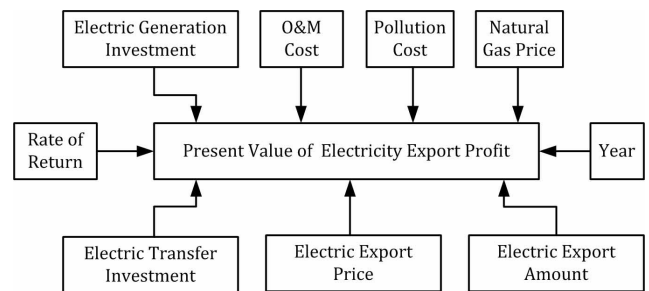 Electric Generation
Investment
O&M
Cost
Pollution
Cost
Natural
Gas Price
Rate of
Return
Present Value of Electricity Export Profit
Year
Electric Transfer
Investment
Electric Export
Price
Electric Export
Amount